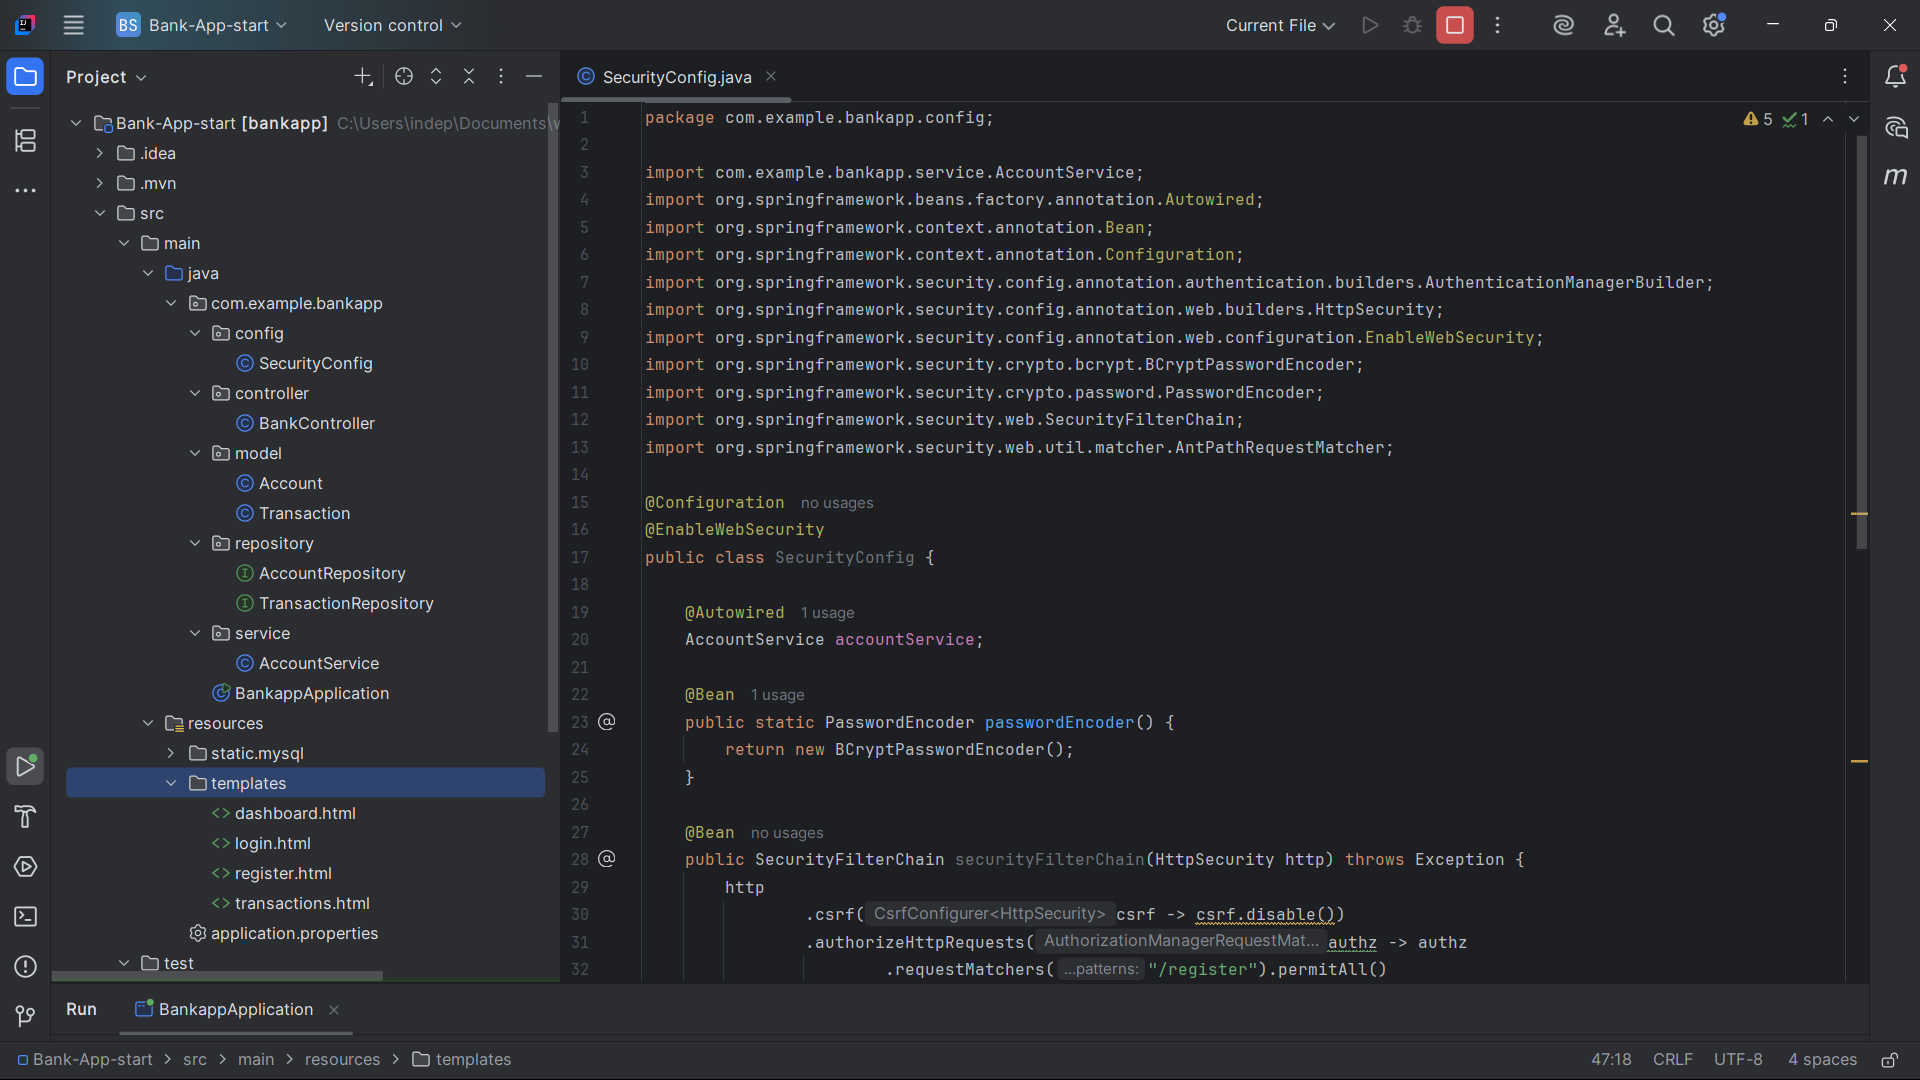 BS Bank-App-start
Version control
Current File
Project
SecurityConfig.java
Bank-App-start [bankapp] C:\Users\indep\Documents\
.idea
.mvn
src
main
java
com.example.bankapp
config
SecurityConfig
controller
BankController
model
Account
Transaction
repository
AccountRepository
TransactionRepository
service
AccountService
BankappApplication
resources
static.mysql
templates
dashboard.html
login.html
register.html
transactions.html
application.properties
test
5 1
1 package com.example.bankapp.config;
2
3 import com.example.bankapp.service.AccountService;
4 import org.springframework.beans.factory.annotation.Autowired;
5 import org.springframework.context.annotation.Bean;
6 import org.springframework.context.annotation.Configuration;
7 import org.springframework.security.config.annotation.authentication.builders.AuthenticationManagerBuilder;
8 import org.springframework.security.config.annotation.web.builders.HttpSecurity;
9 import org.springframework.security.config.annotation.web.configuration.EnableWebSecurity;
10 import org.springframework.security.crypto.bcrypt.BCryptPasswordEncoder;
11 import org.springframework.security.crypto.password.PasswordEncoder;
12 import org.springframework.security.web.SecurityFilterChain;
13 import org.springframework.security.web.util.matcher.AntPathRequestMatcher;
14
15 @Configuration no usages
16 @EnableWebSecurity
17 public class SecurityConfig {
18
19 @Autowired 1 usage
20 AccountService accountService;
21
22 @Bean 1 usage
23 public static PasswordEncoder passwordEncoder() {
24 return new BCryptPasswordEncoder();
25 }
26
27 @Bean no usages
28 public SecurityFilterChain securityFilterChain(HttpSecurity http) throws Exception {
29 http
30 .csrf( CsrfConfigurer<HttpSecurity> csrf -> csrf.disable())
31 .authorizeHttpRequests( AuthorizationManagerRequestMat... authz -> authz
32 .requestMatchers( ...patterns: "/register").permitAll()
Run BankappApplication
Bank-App-start > src > main > resources > templates
47:18 CRLF UTF-8 4 spaces